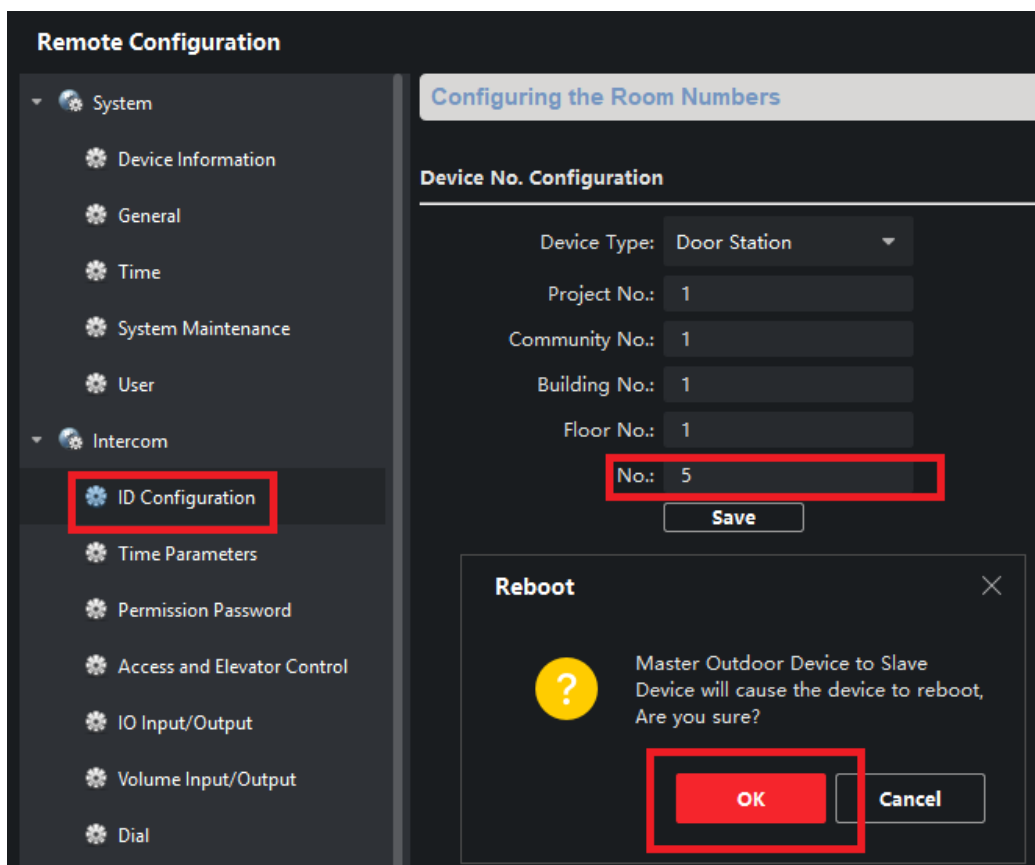 Remote Configuration
System
Device Information
General
Time
System Maintenance
User
Intercom
ID Configuration
Time Parameters
Permission Password
Access and Elevator Control
IO Input/Output
Volume Input/Output
Dial
Configuring the Room Numbers
Device No. Configuration
Device Type: Door Station
Project No.: 1
Community No.: 1
Building No.: 1
Floor No.: 1
No.: 5
Save
Reboot
?
Master Outdoor Device to Slave
Device will cause the device to reboot,
Are you sure?
OK Cancel